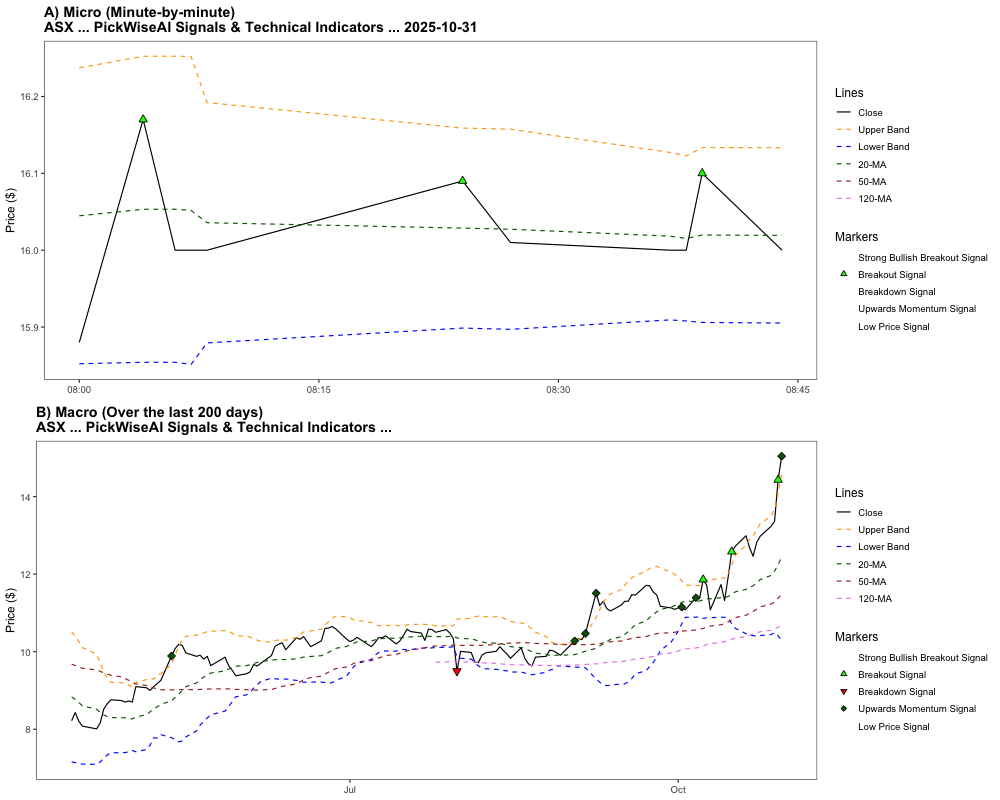 A) Micro (Minute-by-minute)
ASX ... PickWiseAI Signals & Technical Indicators ... 2025-10-31
Price ($)
16.2
16.1
16.0
15.9
08:00
08:15
08:30
08:45
Lines
Close
Upper Band
Lower Band
20-MA
50-MA
120-MA
Markers
Strong Bullish Breakout Signal
Breakout Signal
Breakdown Signal
Upwards Momentum Signal
Low Price Signal
B) Macro (Over the last 200 days)
ASX ... PickWiseAI Signals & Technical Indicators ...
Price ($)
14
12
10
8
Jul
Oct
Lines
Close
Upper Band
Lower Band
20-MA
50-MA
120-MA
Markers
Strong Bullish Breakout Signal
Breakout Signal
Breakdown Signal
Upwards Momentum Signal
Low Price Signal